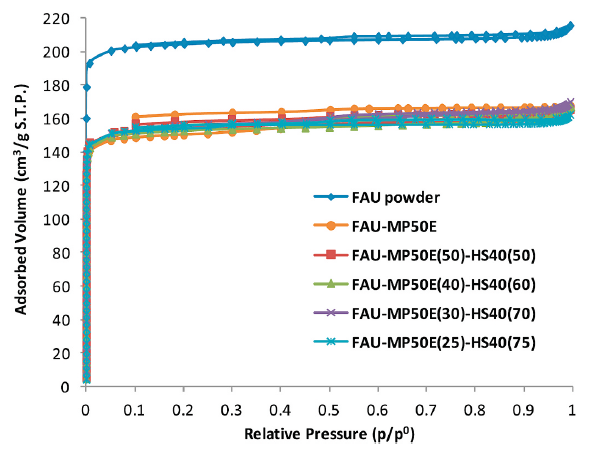 220
200
180
160
140
120
100
80
60
40
20
0
Adsorbed Volume (cm³/g S.T.P.)
FAU powder
FAU-MP50E
FAU-MP50E(50)-HS40(50)
FAU-MP50E(40)-HS40(60)
FAU-MP50E(30)-HS40(70)
FAU-MP50E(25)-HS40(75)
0 0.1 0.2 0.3 0.4 0.5 0.6 0.7 0.8 0.9 1
Relative Pressure (p/p⁰)